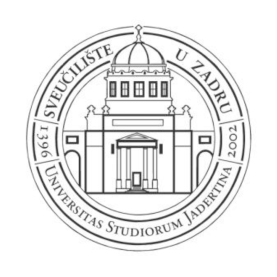 SVEUČILIŠTE U ZADRU
1396 UNIVERSITAS STUDIORUM JADERTINA 2002